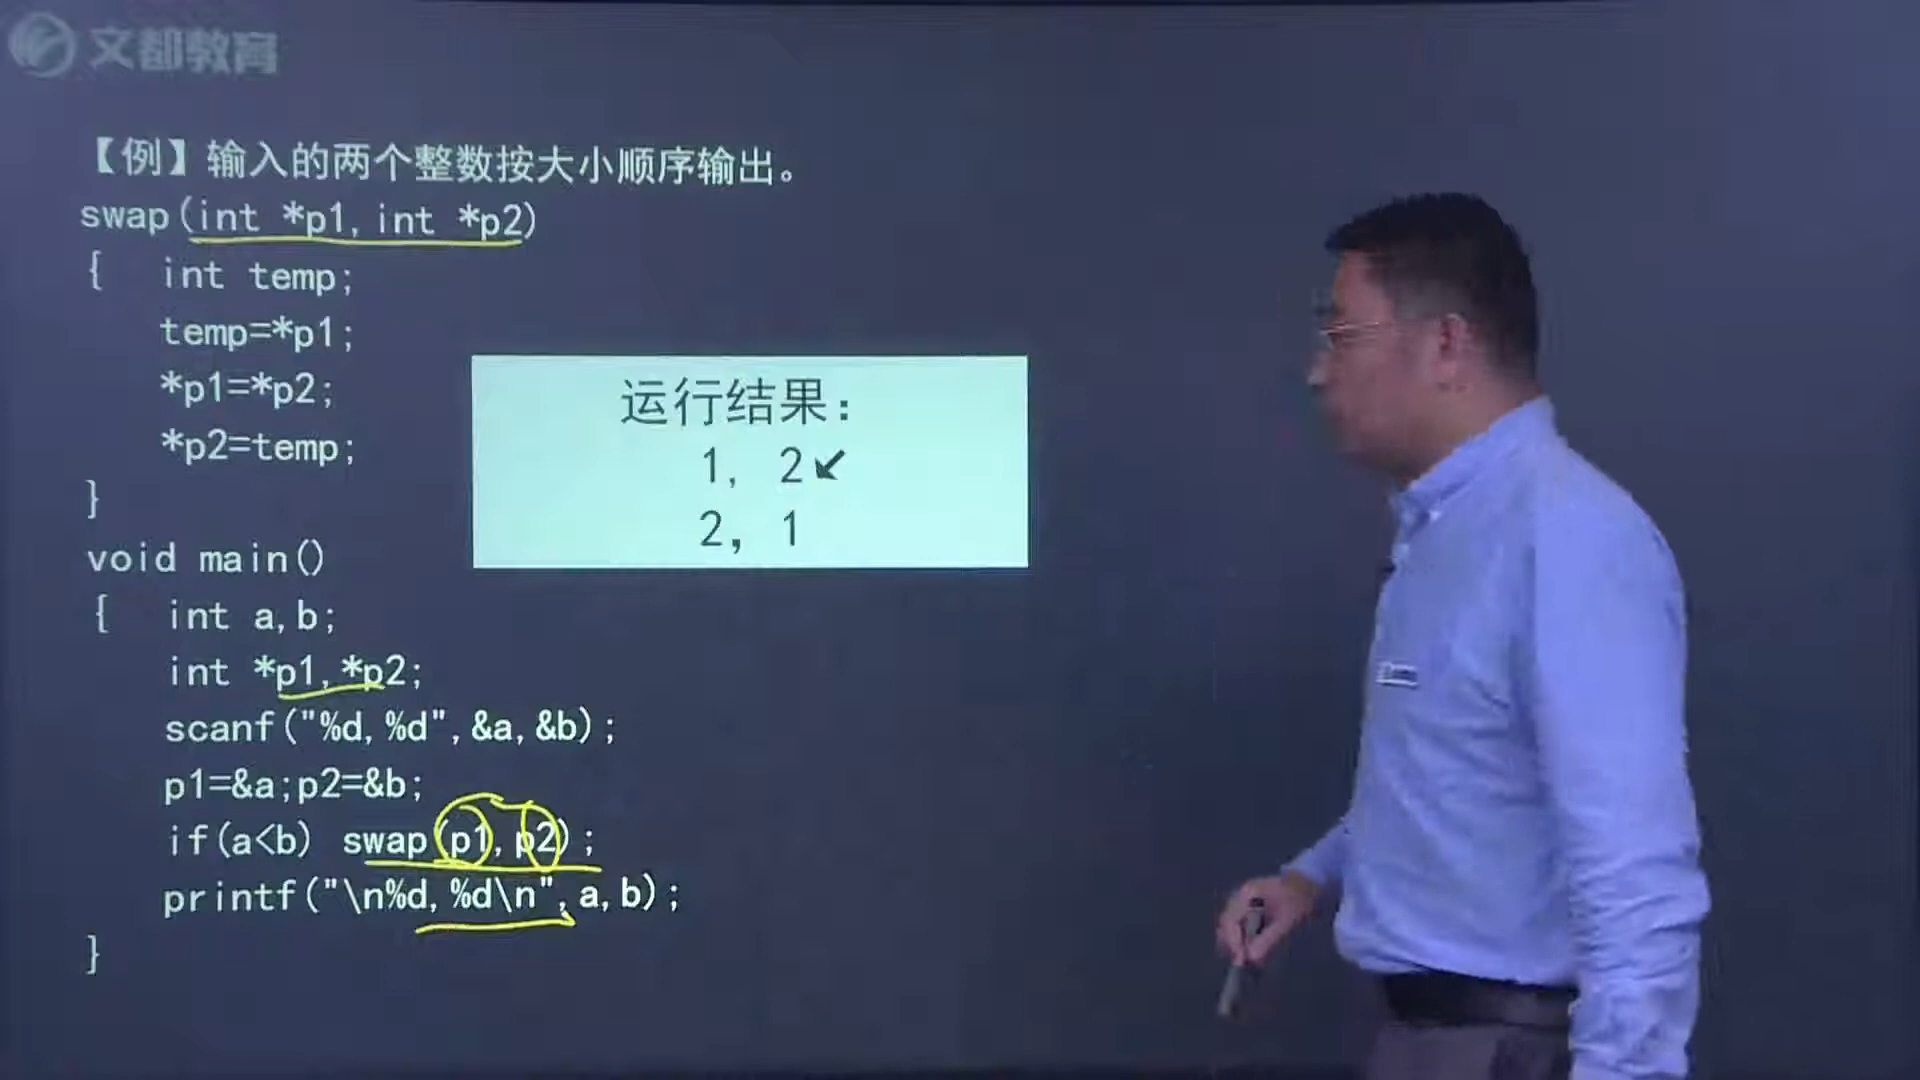 文都教育
【例】输入的两个整数按大小顺序输出。
swap(int *p1,int *p2)
{ int temp;
temp=*p1;
*p1=*p2;
*p2=temp;
}
运行结果:
1, 2↙
2, 1
void main()
{ int a,b;
int *p1,*p2;
scanf("%d,%d",&a,&b);
p1=&a;p2=&b;
if(a<b) swap(p1,p2);
printf("\n%d,%d\n",a,b);
}